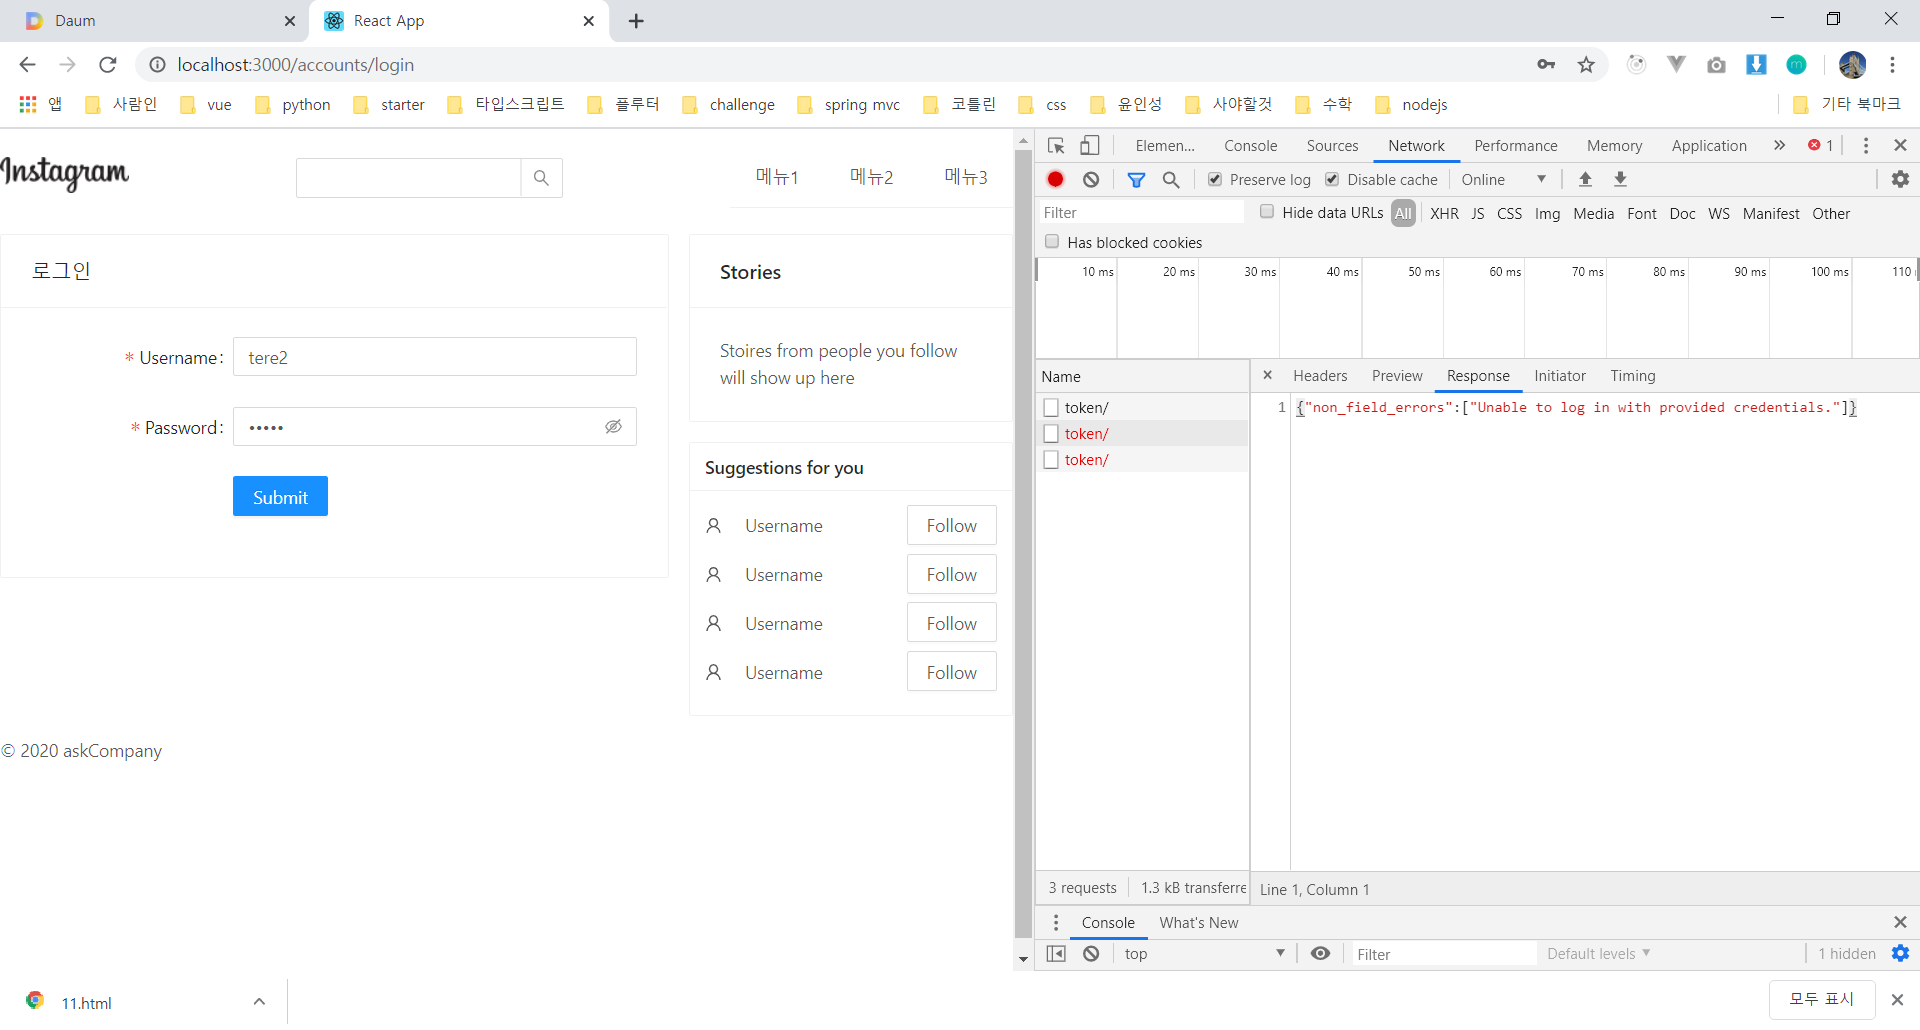 Daum
React App
localhost:3000/accounts/login
앱 사람인 vue python starter 타입스크립트 플루터 challenge spring mvc 코틀린 css 윤인성 사야할것 수학 nodejs 기타 북마크
Instagram
메뉴1 메뉴2 메뉴3
로그인
* Username:
tere2
* Password:
•••••
Submit
Stories
Stoires from people you follow
will show up here
Suggestions for you
Username Follow
Username Follow
Username Follow
Username Follow
© 2020 askCompany
Elemen... Console Sources Network Performance Memory Application » 1
Preserve log Disable cache Online
Filter Hide data URLs All XHR JS CSS Img Media Font Doc WS Manifest Other
Has blocked cookies
10 ms 20 ms 30 ms 40 ms 50 ms 60 ms 70 ms 80 ms 90 ms 100 ms 110
Name
token/
token/
token/
Headers Preview Response Initiator Timing
1 {"non_field_errors":["Unable to log in with provided credentials."]}
3 requests 1.3 kB transferre
Line 1, Column 1
Console What's New
top Filter Default levels 1 hidden
11.html
모두 표시